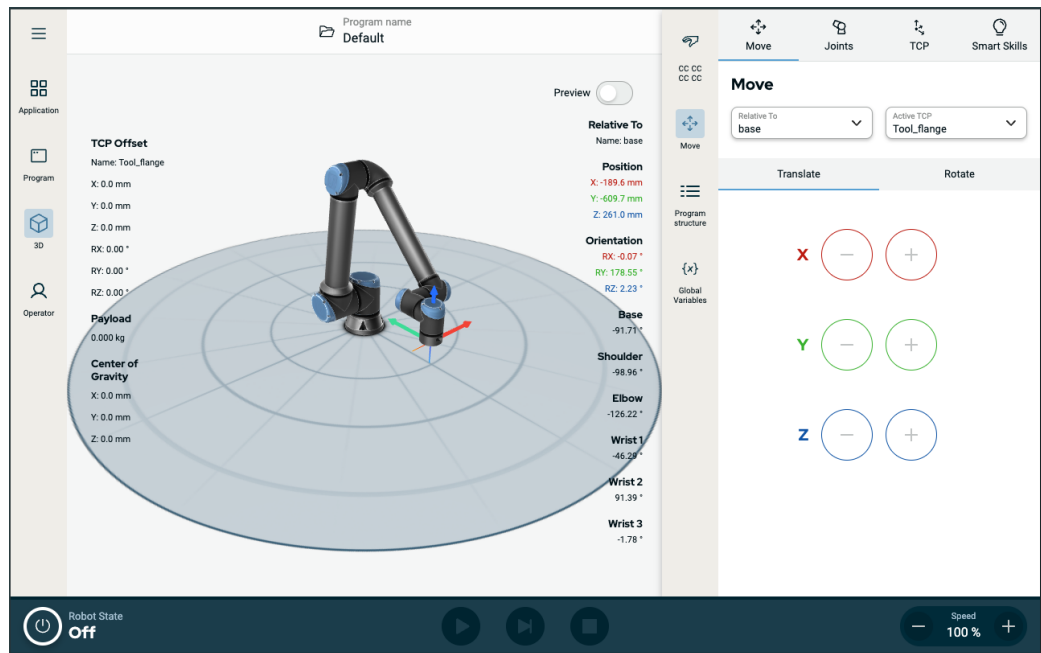 Program name
Default
Application
Program
3D
Operator
Preview
TCP Offset
Name: Tool_flange
X: 0.0 mm
Y: 0.0 mm
Z: 0.0 mm
RX: 0.00 °
RY: 0.00 °
RZ: 0.00 °
Payload
0.000 kg
Center of
Gravity
X: 0.0 mm
Y: 0.0 mm
Z: 0.0 mm
Relative To
Name: base
Position
X: -189.6 mm
Y: -609.7 mm
Z: 261.0 mm
Orientation
RX: -0.07 °
RY: 178.55 °
RZ: 2.23 °
Base
-91.71 °
Shoulder
-98.96 °
Elbow
-126.22 °
Wrist 1
-46.29 °
Wrist 2
91.39 °
Wrist 3
-1.78 °
CC CC
CC CC
Move
Program
structure
{x}
Global
Variables
Move
Joints
TCP
Smart Skills
Move
Relative To
base
Active TCP
Tool_flange
Translate
Rotate
X − +
Y − +
Z − +
Robot State
Off
Speed
− 100 % +